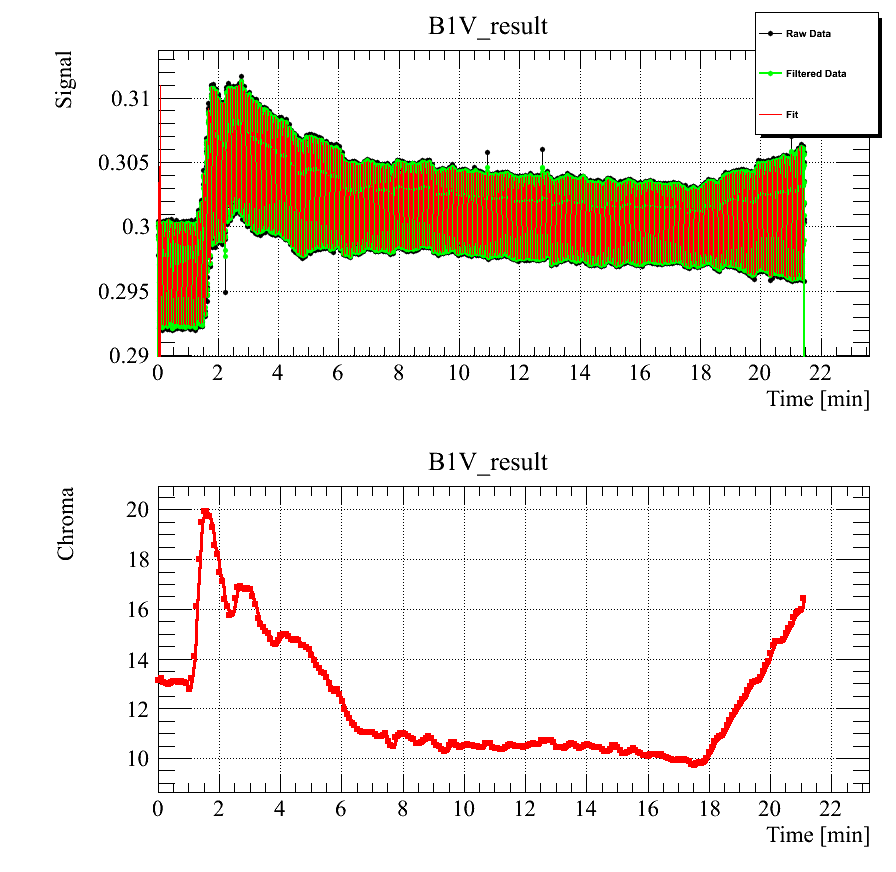 B1V_result
Signal
Raw Data
Filtered Data
Fit
0.31
0.305
0.3
0.295
0.29
0 2 4 6 8 10 12 14 16 18 20 22
Time [min]
B1V_result
Chroma
20
18
16
14
12
10
0 2 4 6 8 10 12 14 16 18 20 22
Time [min]